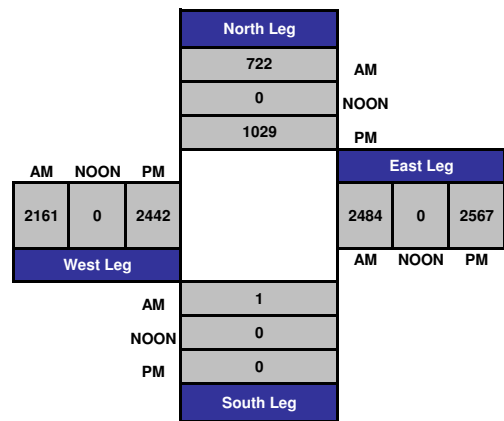 North Leg
722 AM
0 NOON
1029 PM
AM NOON PM
East Leg
2161 0 2442
2484 0 2567
West Leg
AM NOON PM
AM 1
NOON 0
PM 0
South Leg